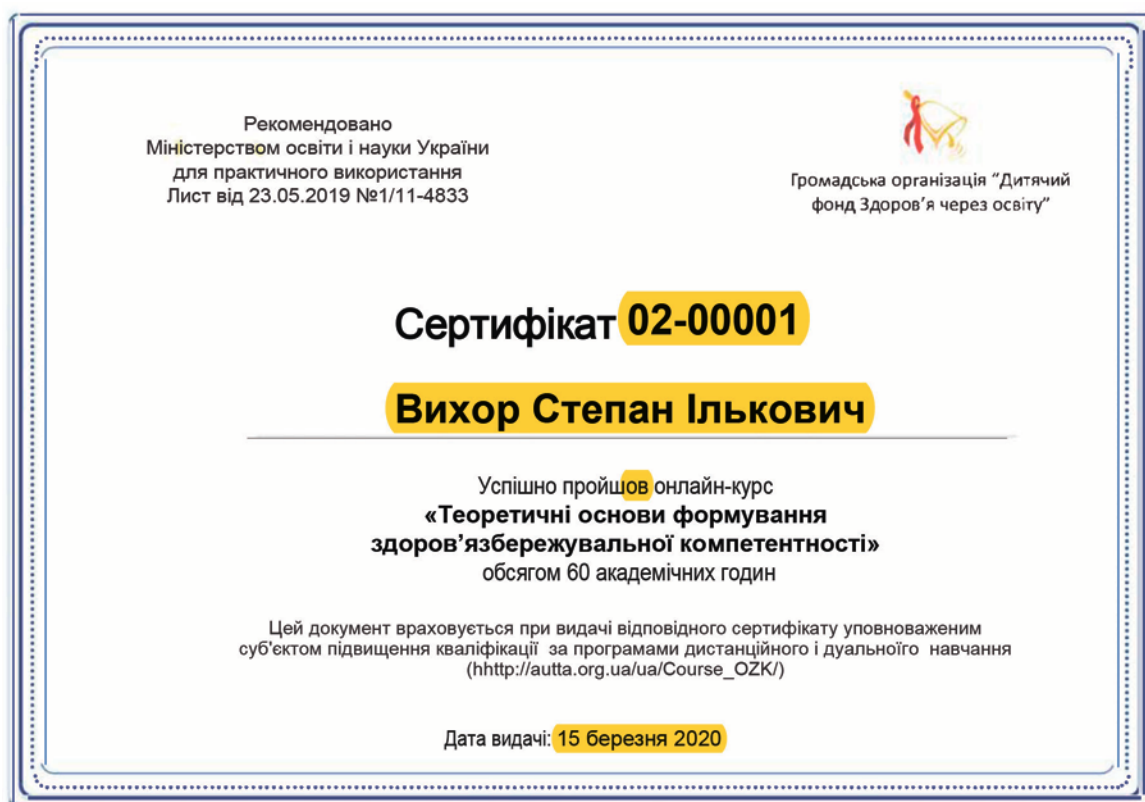 Рекомендовано
Міністерством освіти і науки України
для практичного використання
Лист від 23.05.2019 №1/11-4833
Громадська організація “Дитячий
фонд Здоров’я через освіту”
Сертифікат 02-00001
Вихор Степан Ількович
Успішно пройшов онлайн-курс
«Теоретичні основи формування
здоров’язбережувальної компетентності»
обсягом 60 академічних годин
Цей документ враховується при видачі відповідного сертифікату уповноваженим
суб'єктом підвищення кваліфікації за програмами дистанційного і дуальноїго навчання
(hhttp://autta.org.ua/ua/Course_OZK/)
Дата видачі: 15 березня 2020